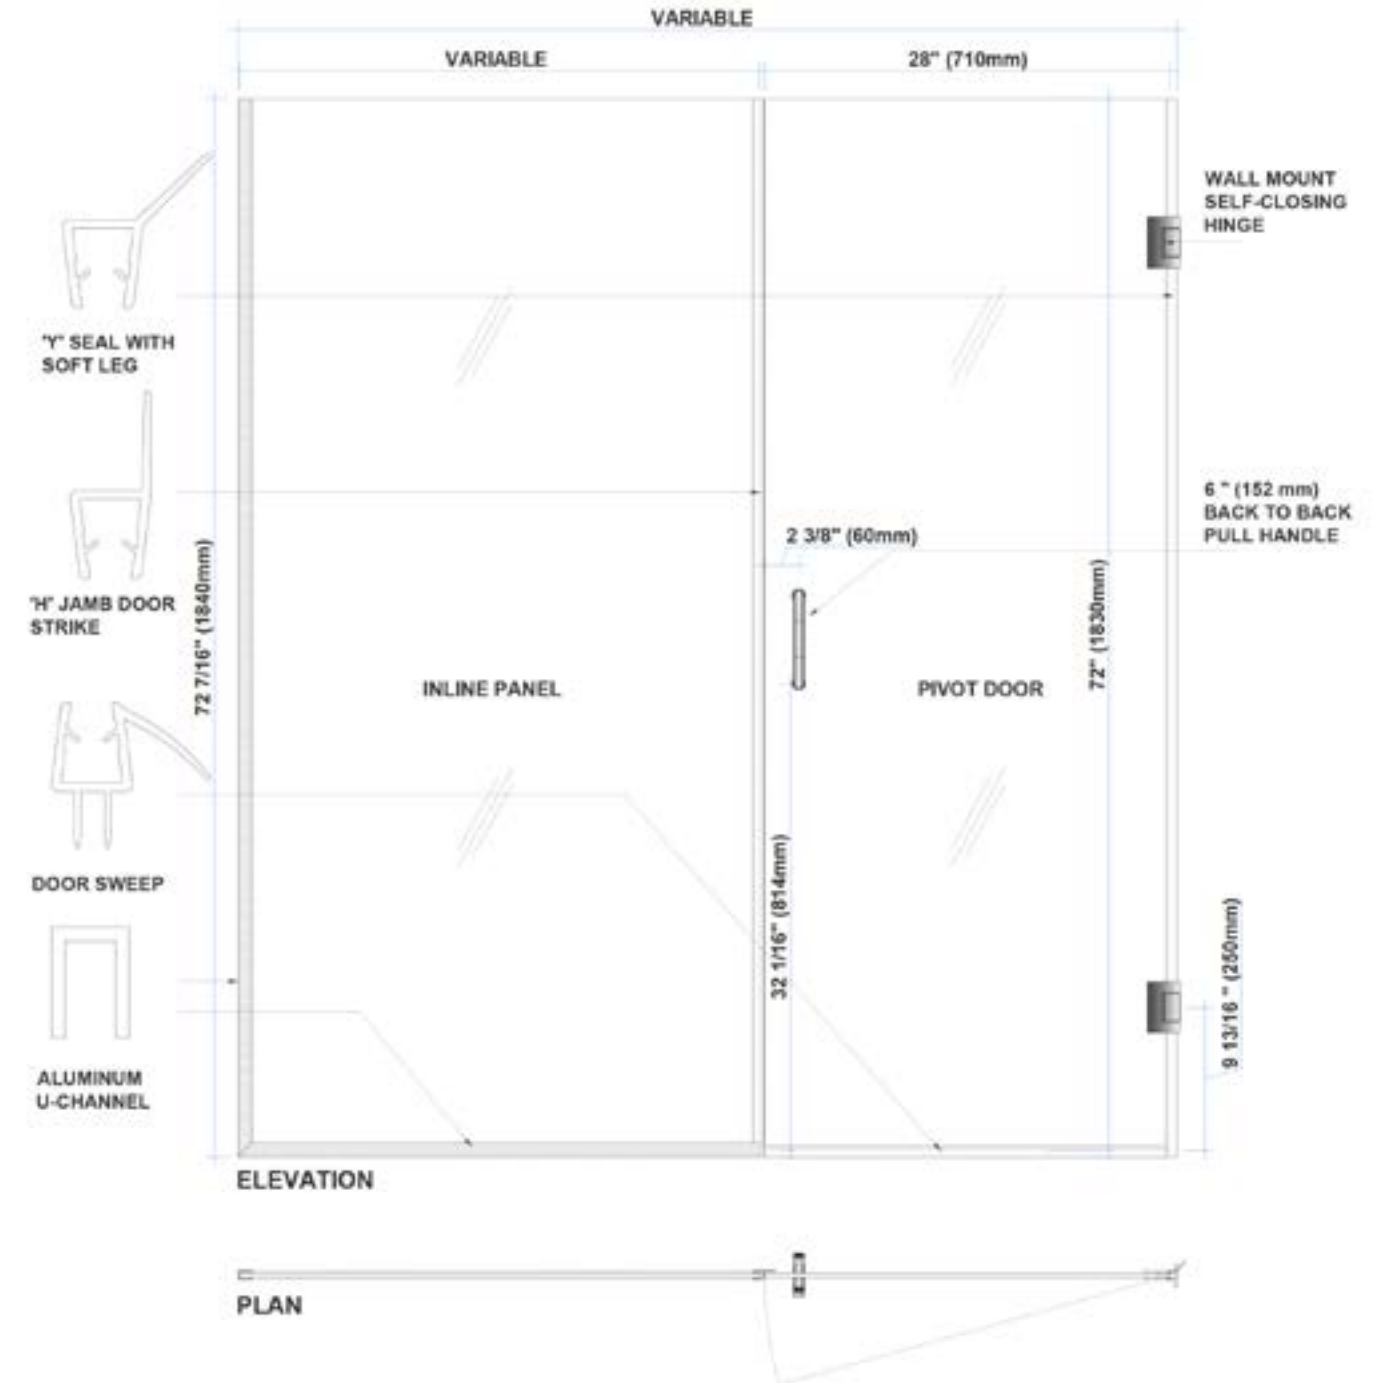 VARIABLE
VARIABLE
28" (710mm)
WALL MOUNT
SELF-CLOSING
HINGE
"Y" SEAL WITH
SOFT LEG
6 " (152 mm)
BACK TO BACK
PULL HANDLE
2 3/8" (60mm)
"H" JAMB DOOR
STRIKE
72 7/16" (1840mm)
72" (1830mm)
INLINE PANEL
PIVOT DOOR
32 1/16" (814mm)
DOOR SWEEP
9 13/16 " (250mm)
ALUMINUM
U-CHANNEL
ELEVATION
PLAN